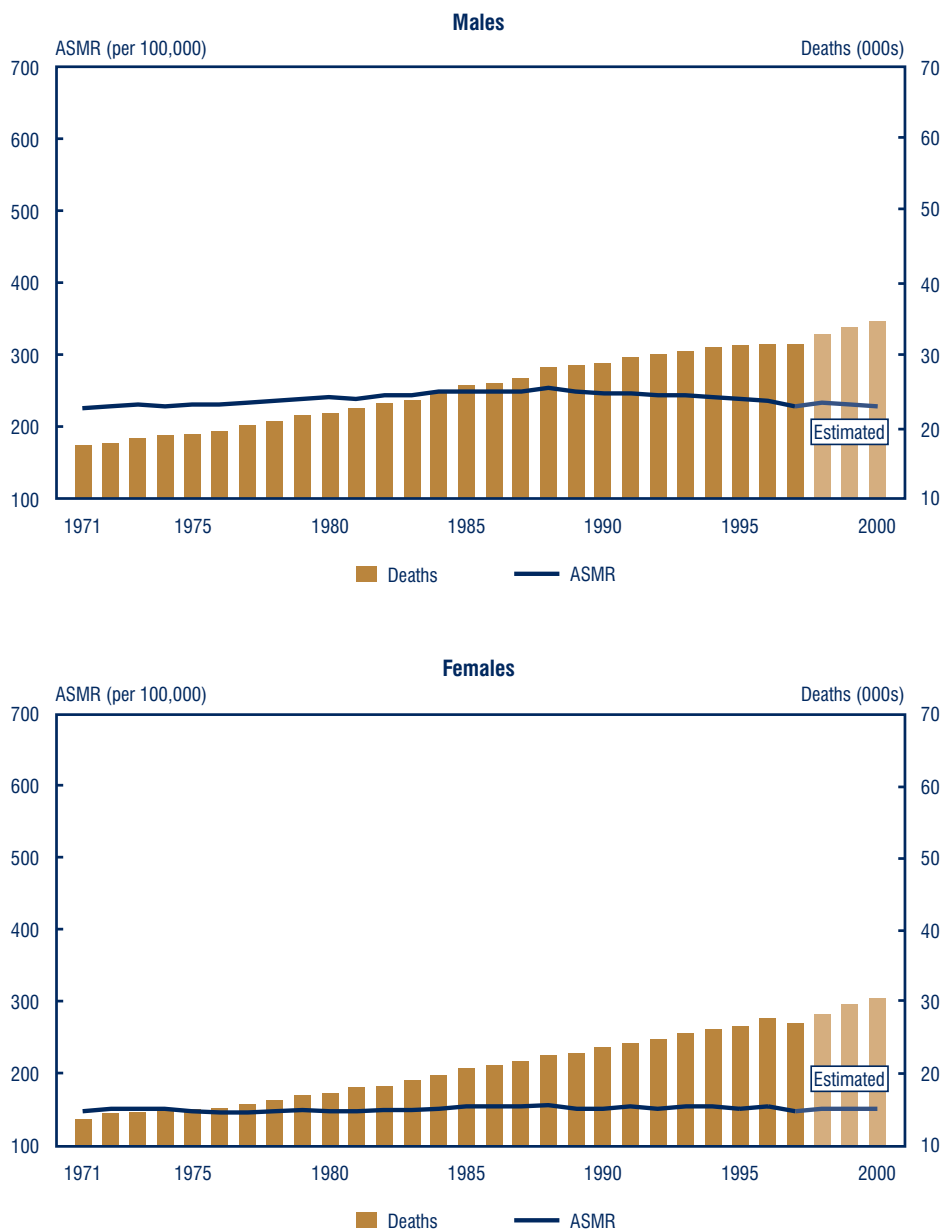 Males
ASMR (per 100,000) Deaths (000s)
700 70
600 60
500 50
400 40
300 30
200 20
Estimated
100 10
1971 1975 1980 1985 1990 1995 2000
Deaths ASMR
Females
ASMR (per 100,000) Deaths (000s)
700 70
600 60
500 50
400 40
300 30
200 20
Estimated
100 10
1971 1975 1980 1985 1990 1995 2000
Deaths ASMR